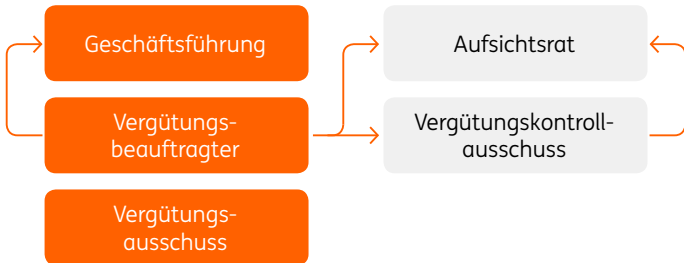 Geschäftsführung
Aufsichtsrat
Vergütungs-
beauftragter
Vergütungskontroll-
ausschuss
Vergütungs-
ausschuss